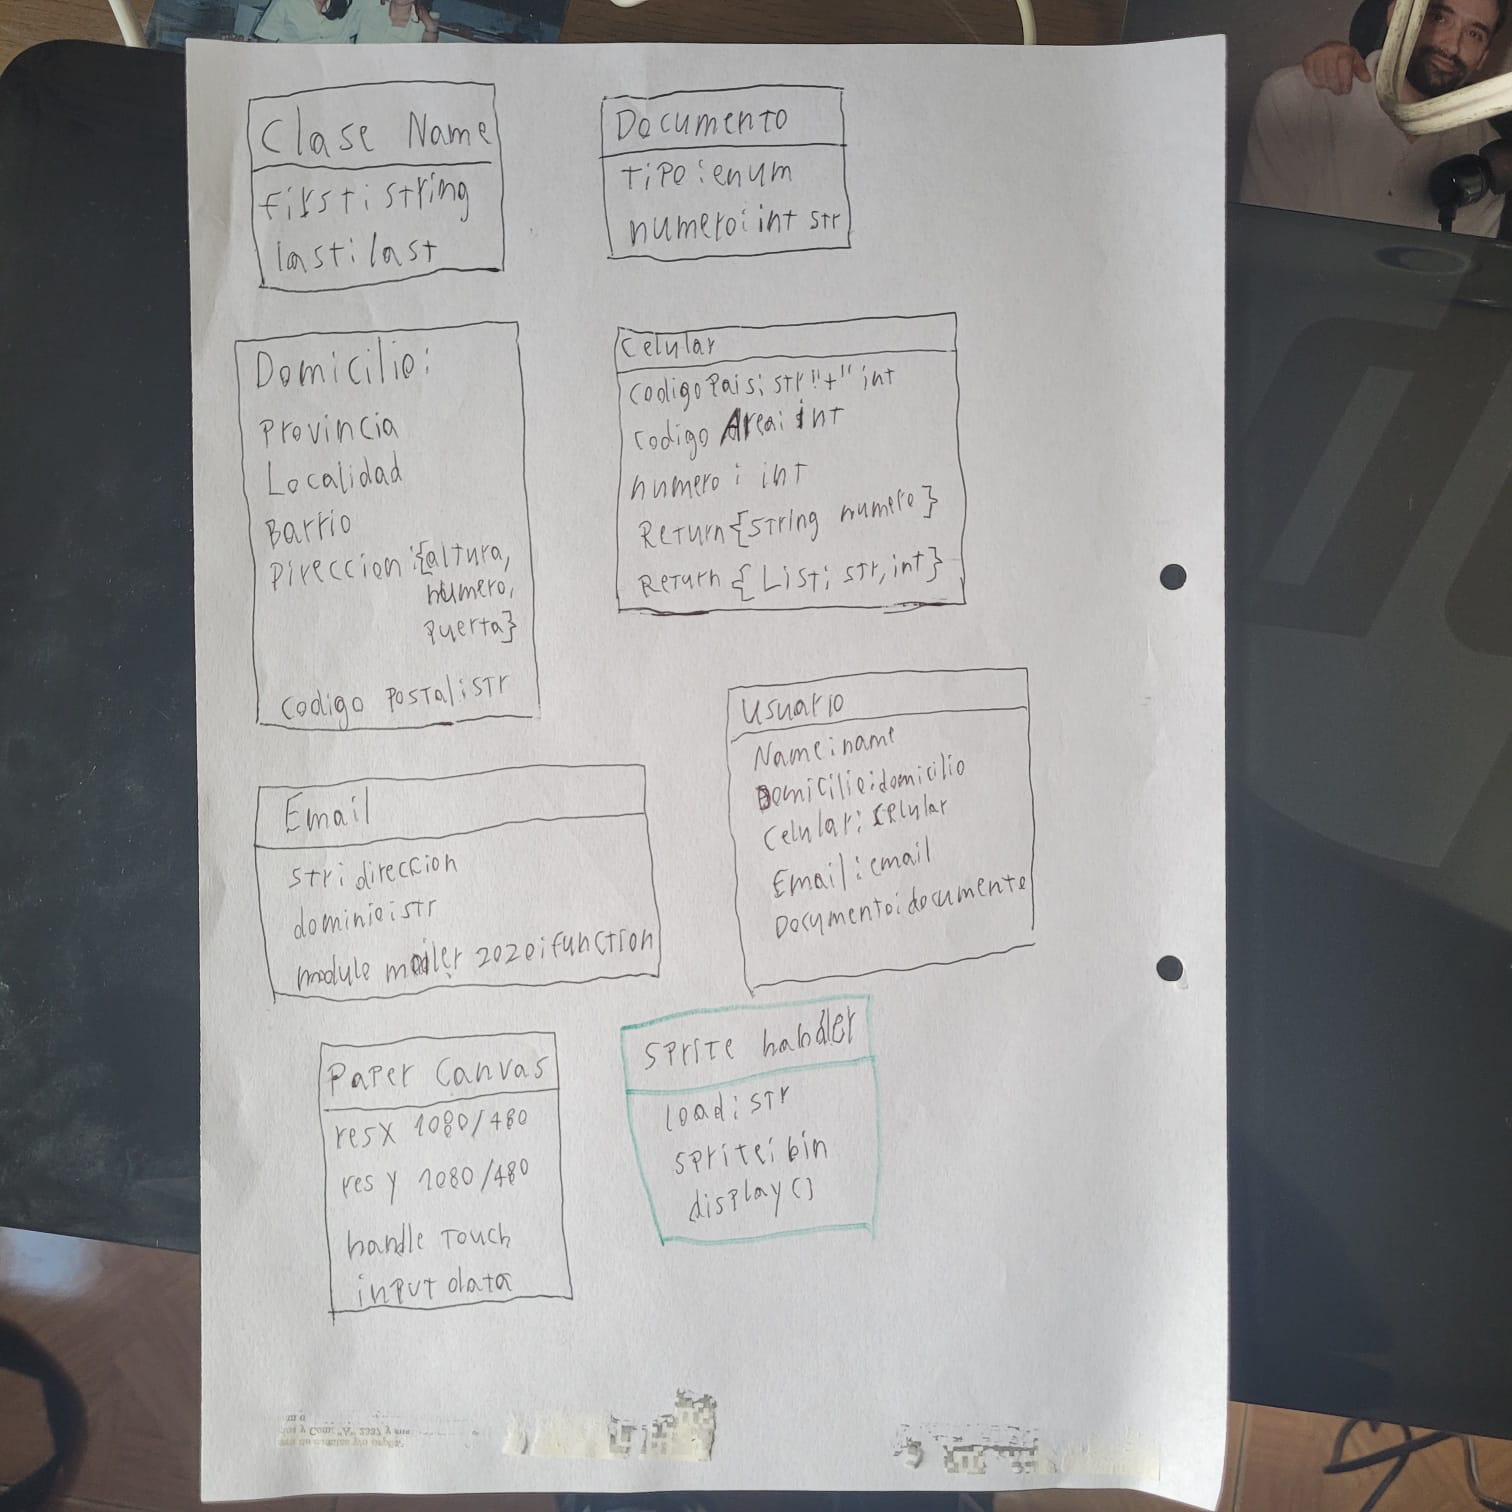 Clase Name
first: string
last: last
Documento
tipo: enum
numero: int str
Domicilio:
Provincia
Localidad
Barrio
Direccion:{altura,
numero,
puerta}
codigo postal: str
Celular
codigo Pais: str "+" int
codigo Area: int
numero: int
Return {string numero}
Return { List: str, int}
Usuario
Name: name
Domicilio: domicilio
Celular: celular
Email: email
Documento: documento
Email
str: direccion
dominio: str
module mailer 2020: function
Paper Canvas
resX 1080/480
res y 1080/480
handle Touch
input data
Sprite handler
load: str
sprite: bin
display()